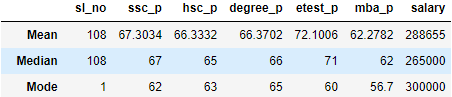 sl_no ssc_p hsc_p degree_p etest_p mba_p salary
Mean 108 67.3034 66.3332 66.3702 72.1006 62.2782 288655
Median 108 67 65 66 71 62 265000
Mode 1 62 63 65 60 56.7 300000